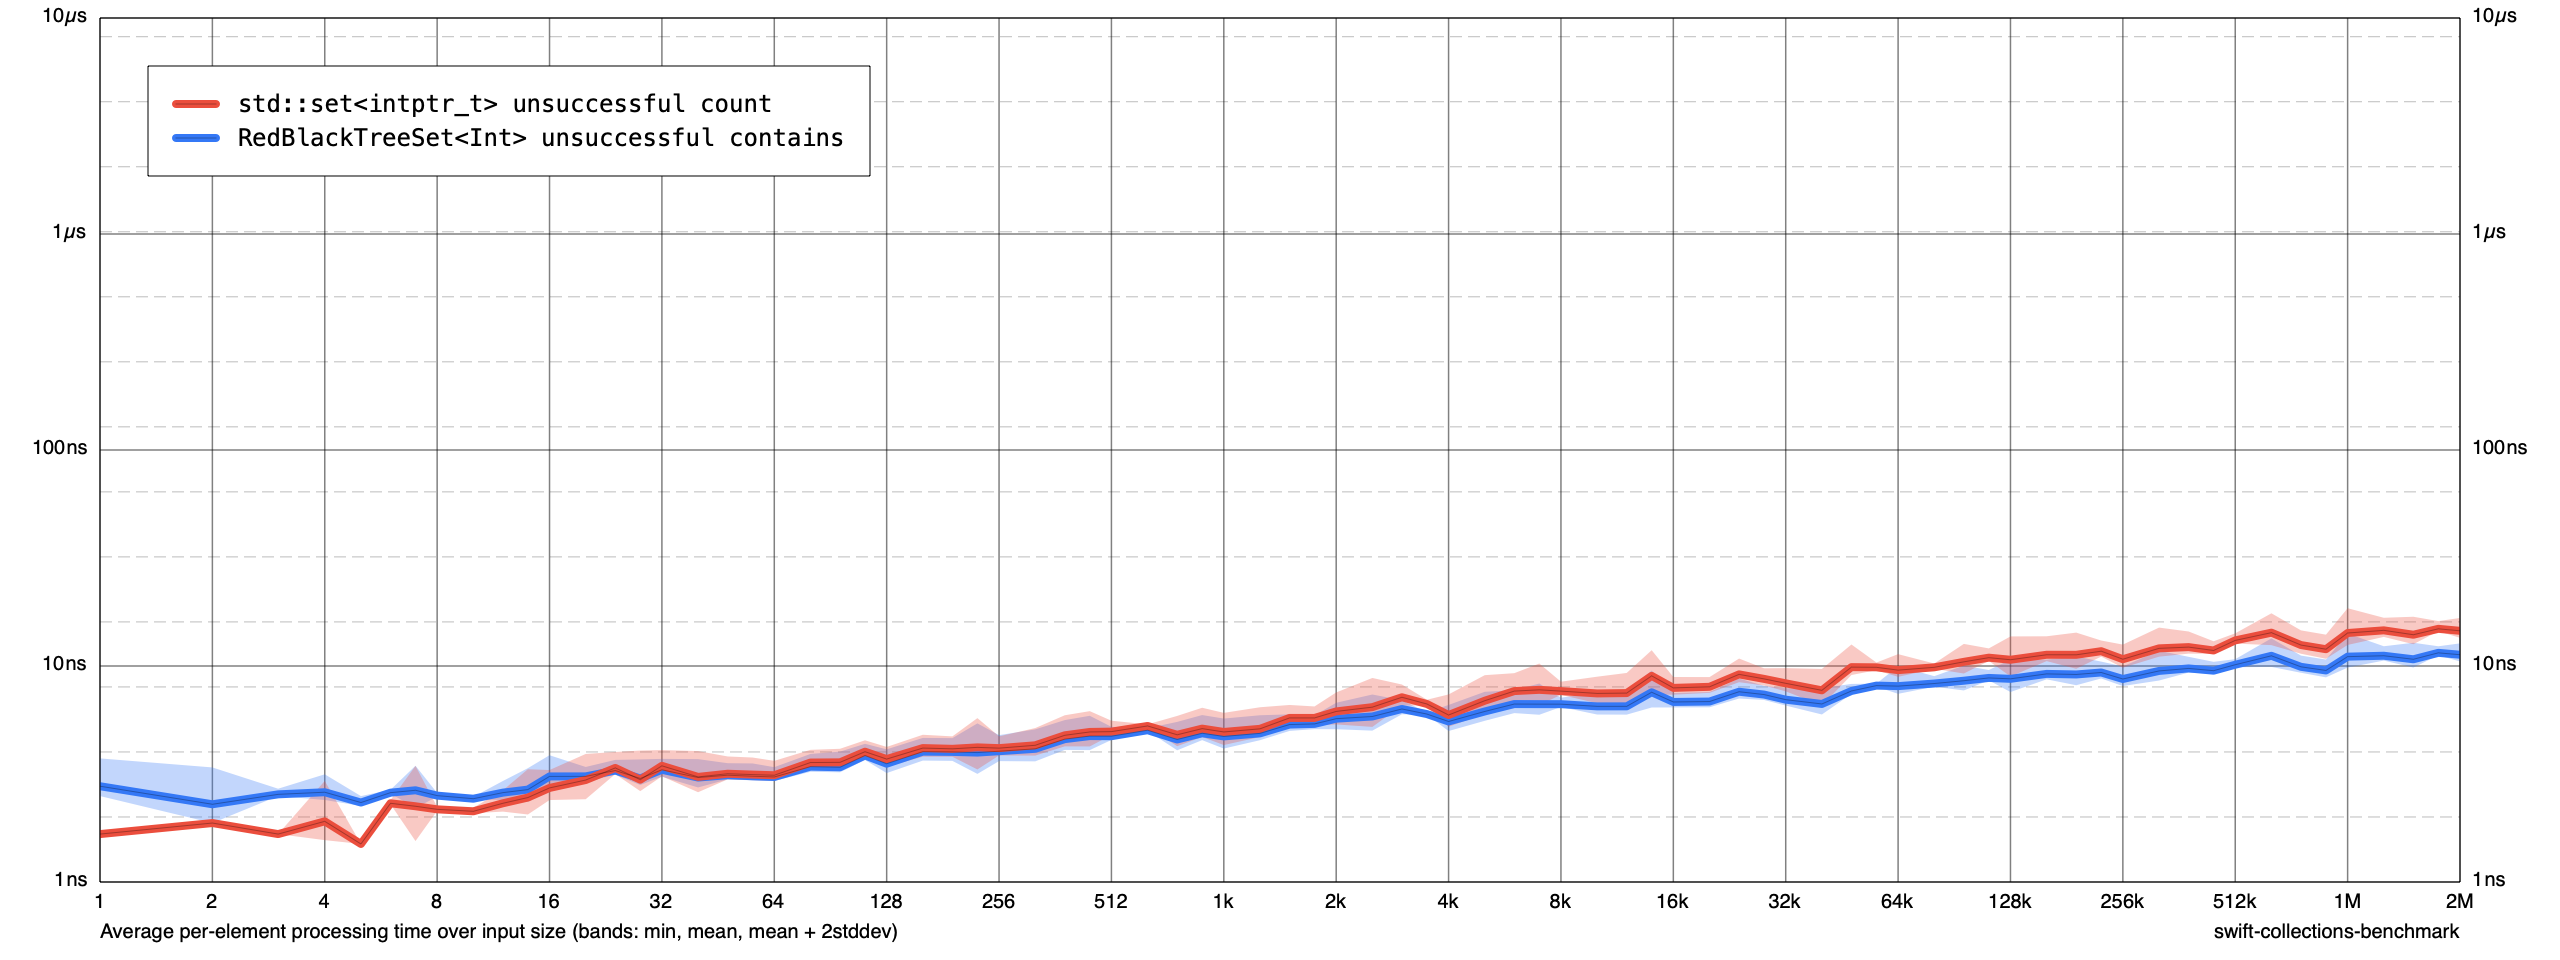 10µs
10µs
std::set<intptr_t> unsuccessful count
RedBlackTreeSet<Int> unsuccessful contains
1µs
1µs
100ns
100ns
10ns
10ns
1ns
1ns
1 2 4 8 16 32 64 128 256 512 1k 2k 4k 8k 16k 32k 64k 128k 256k 512k 1M 2M
Average per-element processing time over input size (bands: min, mean, mean + 2stddev)
swift-collections-benchmark